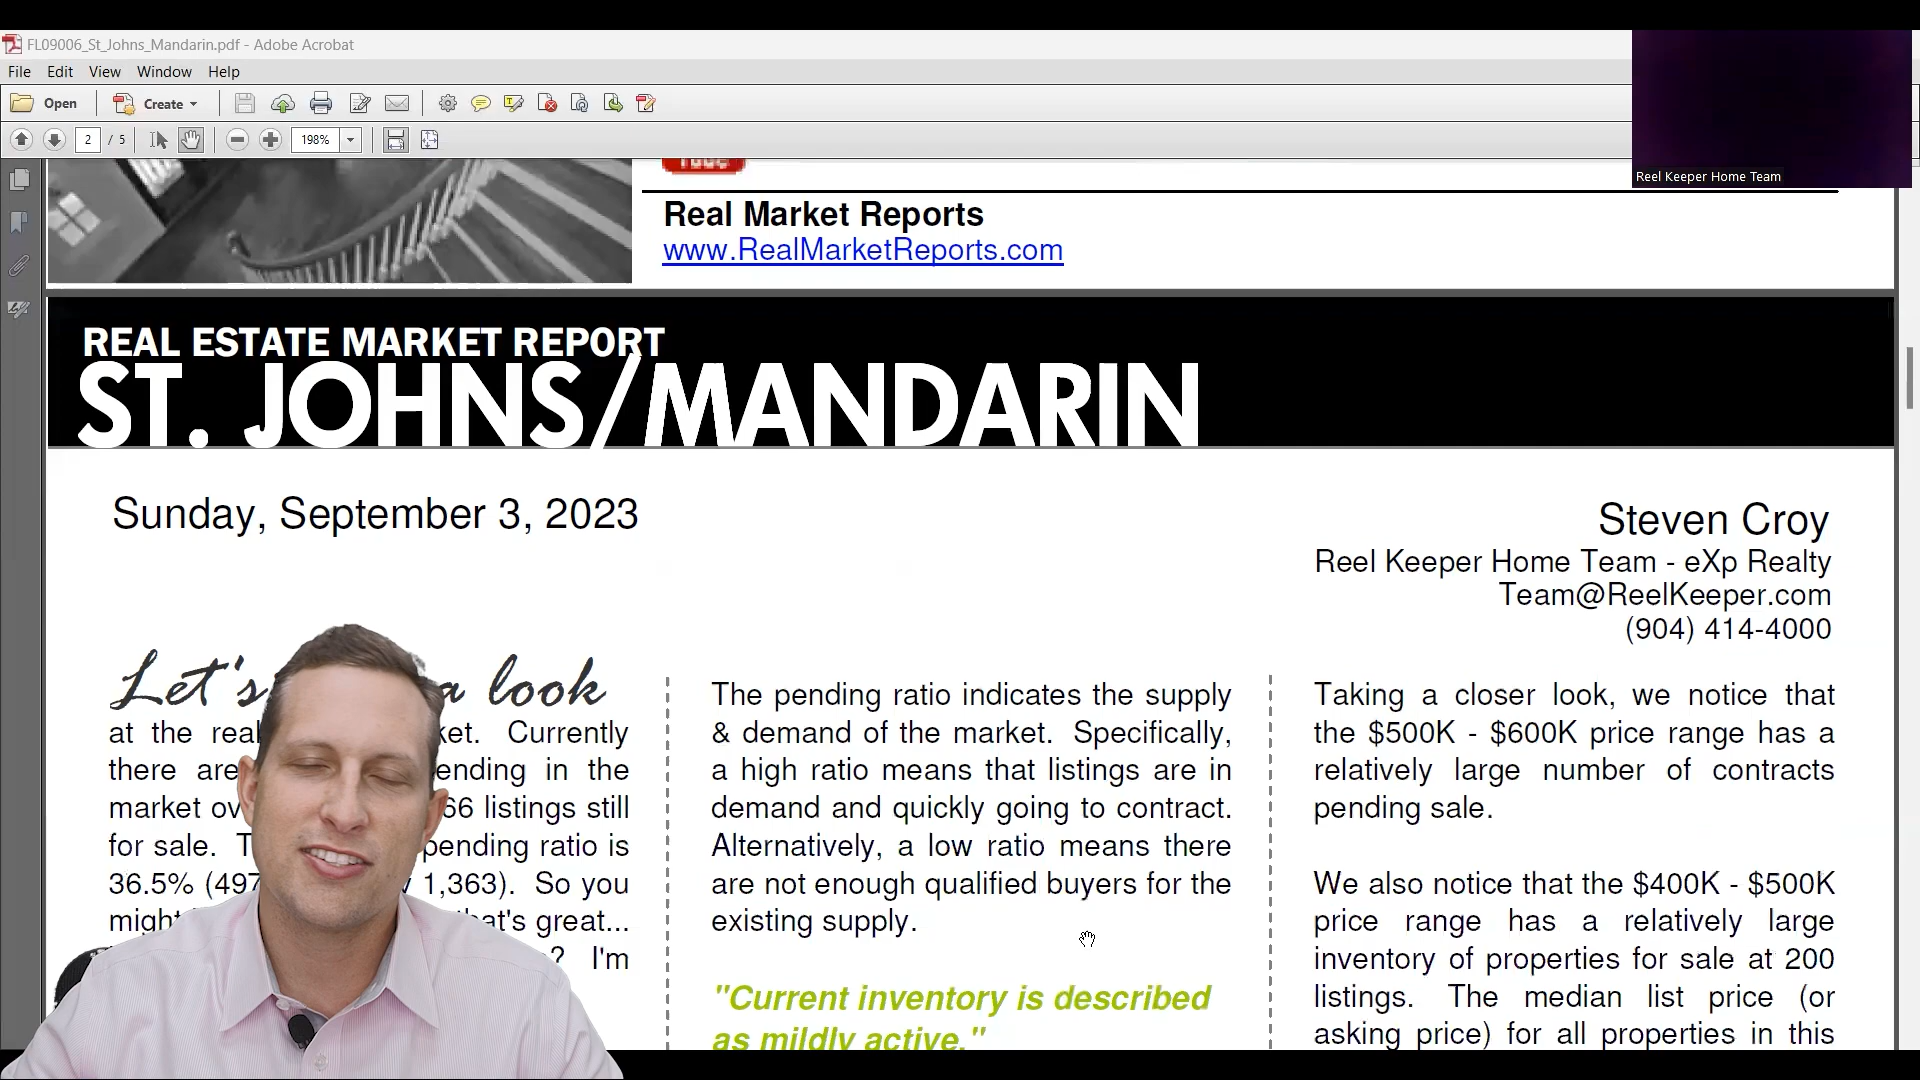 FL09006_St_Johns_Mandarin.pdf - Adobe Acrobat
File Edit View Window Help
Open Create
2 / 5 198%
Reel Keeper Home Team
Tube
Real Market Reports
www.RealMarketReports.com
REAL ESTATE MARKET REPORT
ST. JOHNS/MANDARIN
Sunday, September 3, 2023
Steven Croy
Reel Keeper Home Team - eXp Realty
Team@ReelKeeper.com
(904) 414-4000
Let's a look
at the real ket. Currently
there are ending in the
market ov 66 listings still
for sale. T pending ratio is
36.5% (497 1,363). So you
might hat's great...
? I'm
The pending ratio indicates the supply
& demand of the market. Specifically,
a high ratio means that listings are in
demand and quickly going to contract.
Alternatively, a low ratio means there
are not enough qualified buyers for the
existing supply.
"Current inventory is described
as mildly active."
Taking a closer look, we notice that
the $500K - $600K price range has a
relatively large number of contracts
pending sale.
We also notice that the $400K - $500K
price range has a relatively large
inventory of properties for sale at 200
listings. The median list price (or
asking price) for all properties in this